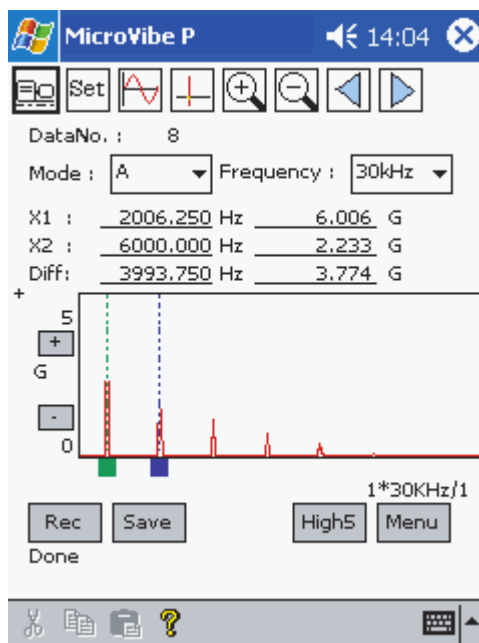 MicroVibe P 14:04
Set
DataNo. : 8
Mode : A Frequency : 30kHz
X1 : 2006.250 Hz 6.006 G
X2 : 6000.000 Hz 2.233 G
Diff: 3993.750 Hz 3.774 G
+
5
+
G
-
0
1*30KHz/1
Rec Save High5 Menu
Done
?